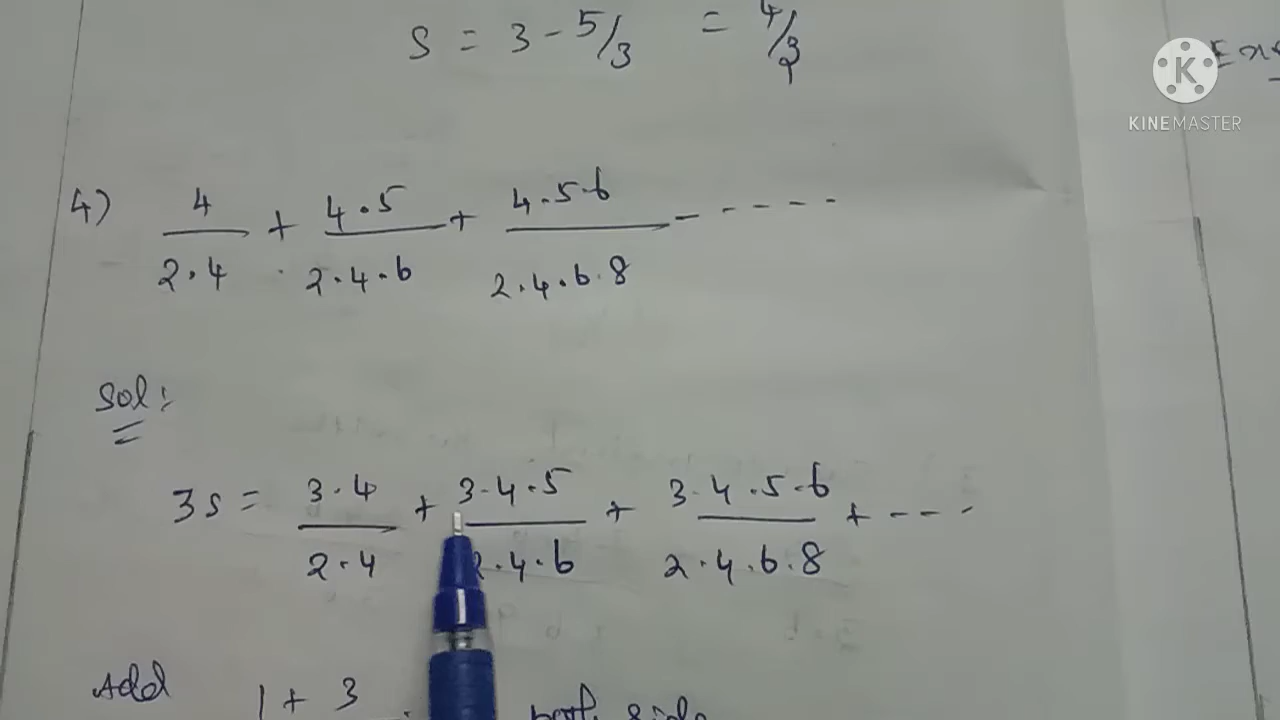 S = 3 - 5/3 = 4/3
KINEMASTER
4) 4/2.4 + 4.5/2.4.6 + 4.5.6/2.4.6.8 - - - - -
Sol:
3S = 3.4/2.4 + 3.4.5/2.4.6 + 3.4.5.6/2.4.6.8 + - - -
Add 1 + 3